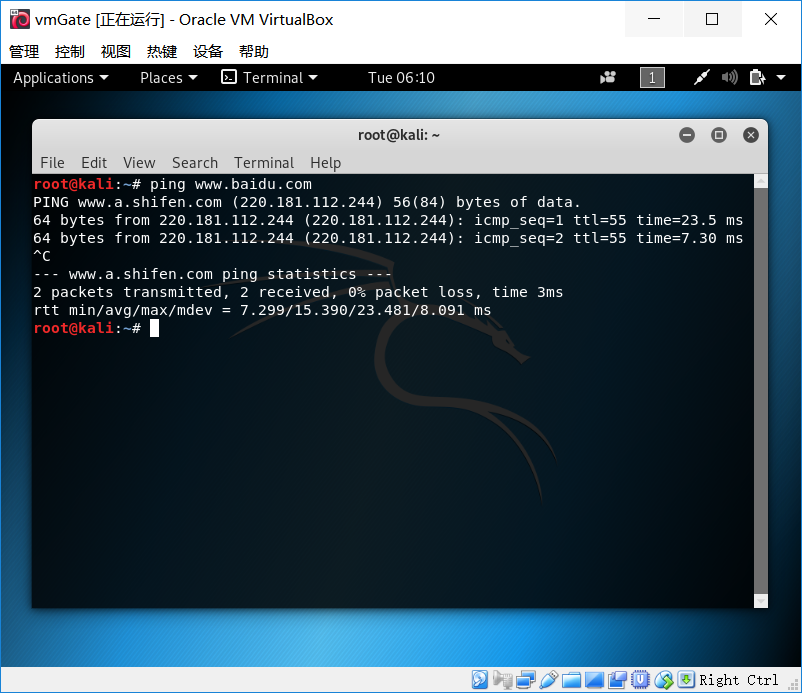 vmGate [正在运行] - Oracle VM VirtualBox
管理 控制 视图 热键 设备 帮助
Applications Places Terminal Tue 06:10 1
root@kali: ~
File Edit View Search Terminal Help
root@kali:~# ping www.baidu.com
PING www.a.shifen.com (220.181.112.244) 56(84) bytes of data.
64 bytes from 220.181.112.244 (220.181.112.244): icmp_seq=1 ttl=55 time=23.5 ms
64 bytes from 220.181.112.244 (220.181.112.244): icmp_seq=2 ttl=55 time=7.30 ms
^C
--- www.a.shifen.com ping statistics ---
2 packets transmitted, 2 received, 0% packet loss, time 3ms
rtt min/avg/max/mdev = 7.299/15.390/23.481/8.091 ms
root@kali:~#
Right Ctrl